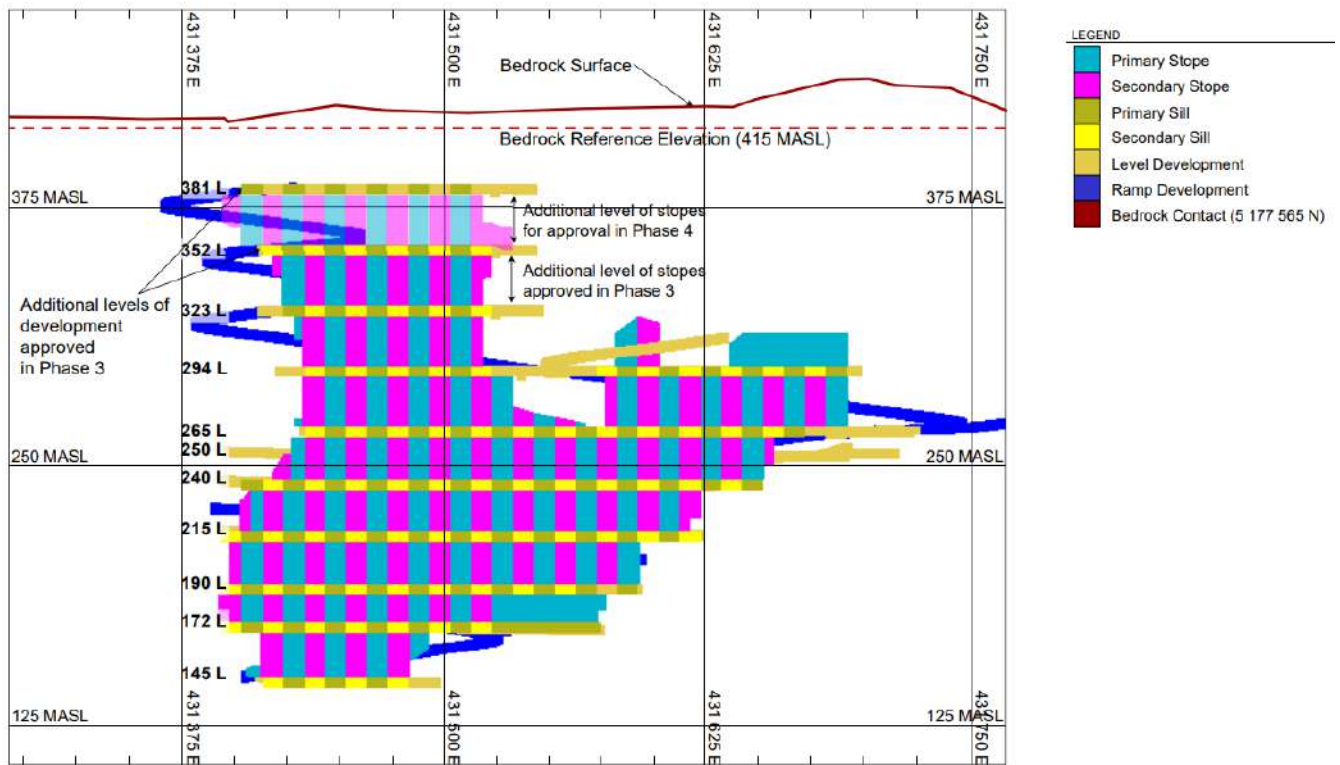 431 375 E
431 500 E
431 625 E
431 750 E
LEGEND
Primary Stope
Secondary Stope
Primary Sill
Secondary Sill
Level Development
Ramp Development
Bedrock Contact (5 177 565 N)
Bedrock Surface
Bedrock Reference Elevation (415 MASL)
381 L
375 MASL
375 MASL
Additional level of stopes
for approval in Phase 4
352 L
Additional level of stopes
approved in Phase 3
Additional levels of
development
approved
in Phase 3
323 L
294 L
265 L
250 L
250 MASL
250 MASL
240 L
215 L
190 L
172 L
145 L
125 MASL
125 MASL
431 375 E
431 500 E
431 625 E
431 750 E